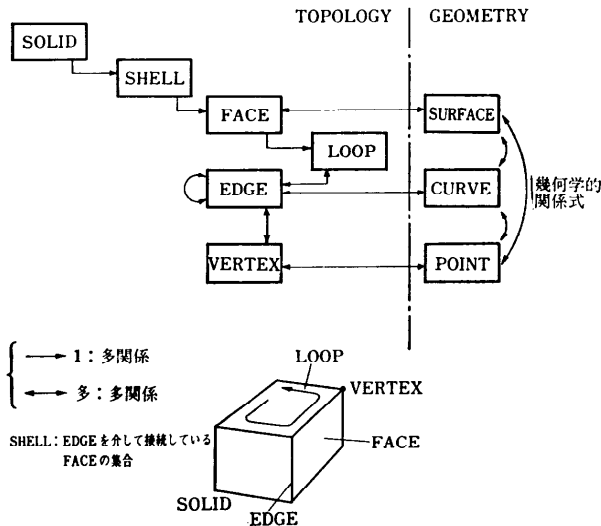 TOPOLOGY
GEOMETRY
SOLID
SHELL
FACE
SURFACE
LOOP
EDGE
CURVE
幾何学的
関係式
VERTEX
POINT
1：多関係
多：多関係
SHELL：EDGEを介して接続している
FACEの集合
LOOP
VERTEX
FACE
SOLID
EDGE